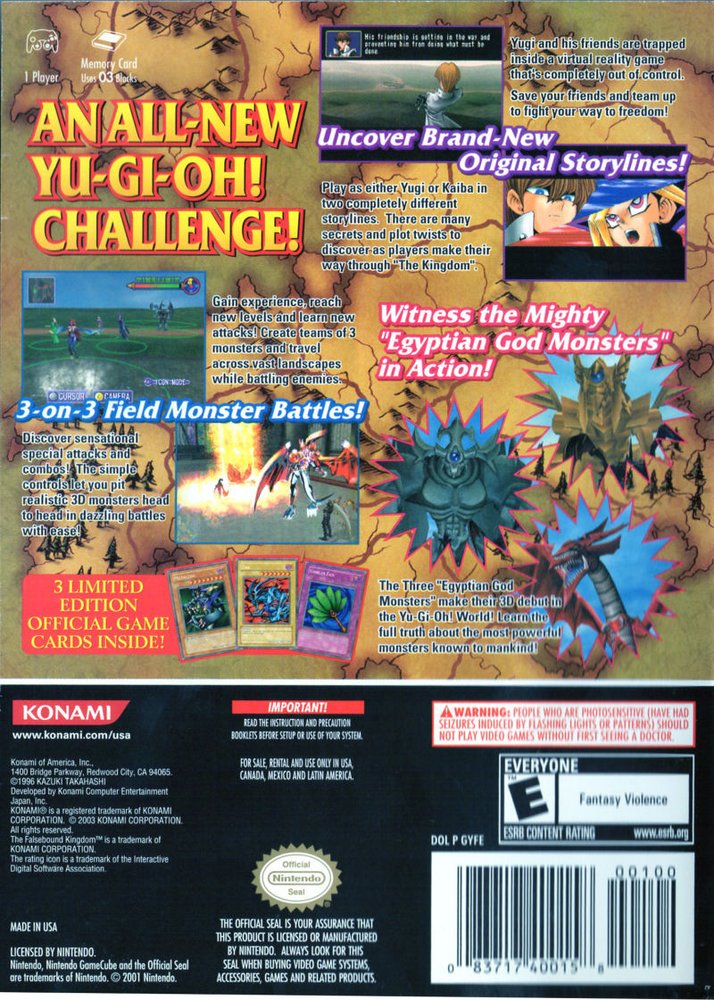 His friendship is getting in the way and
preventing him from doing what must be
done
1 Player
Memory Card
Uses 03 Blocks
Yugi and his friends are trapped
inside a virtual reality game
that's completely out of control.
Save your friends and team up
to fight your way to freedom!
AN ALL-NEW
YU-GI-OH!
CHALLENGE!
Uncover Brand-New
Original Storylines!
Play as either Yugi or Kaiba in
two completely different
storylines. There are many
secrets and plot twists to
discover as players make their
way through "The Kingdom".
Gain experience, reach
new levels and learn new
attacks! Create teams of 3
monsters and travel
across vast landscapes
while battling enemies.
CURSOR
CAMERA
ICON-MODE
3-on-3 Field Monster Battles!
Witness the Mighty
"Egyptian God Monsters"
in Action!
Discover sensational
special attacks and
combos! The simple
controls let you pit
realistic 3D monsters head
to head in dazzling battles
with ease!
3 LIMITED
EDITION
OFFICIAL GAME
CARDS INSIDE!
The Three "Egyptian God
Monsters" make their 3D debut in
the Yu-Gi-Oh! World! Learn the
full truth about the most powerful
monsters known to mankind!
KONAMI
www.konami.com/usa
IMPORTANT!
READ THE INSTRUCTION AND PRECAUTION
BOOKLETS BEFORE SETUP OR USE OF YOUR SYSTEM.
FOR SALE, RENTAL AND USE ONLY IN USA,
CANADA, MEXICO AND LATIN AMERICA.
WARNING: PEOPLE WHO ARE PHOTOSENSITIVE (HAVE HAD
SEIZURES INDUCED BY FLASHING LIGHTS OR PATTERNS) SHOULD
NOT PLAY VIDEO GAMES WITHOUT FIRST SEEING A DOCTOR.
Konami of America, Inc.,
1400 Bridge Parkway, Redwood City, CA 94065.
©1996 KAZUKI TAKAHASHI
Developed by Konami Computer Entertainment
Japan, Inc.
KONAMI® is a registered trademark of KONAMI
CORPORATION. © 2003 KONAMI CORPORATION.
All rights reserved.
The Falsebound Kingdom™ is a trademark of
KONAMI CORPORATION.
The rating icon is a trademark of the Interactive
Digital Software Association.
EVERYONE
E
Fantasy Violence
ESRB CONTENT RATING www.esrb.org
DOL P GYFE
Official
Nintendo
Seal
MADE IN USA
LICENSED BY NINTENDO.
Nintendo, Nintendo GameCube and the Official Seal
are trademarks of Nintendo. © 2001 Nintendo.
THE OFFICIAL SEAL IS YOUR ASSURANCE THAT
THIS PRODUCT IS LICENSED OR MANUFACTURED
BY NINTENDO. ALWAYS LOOK FOR THIS
SEAL WHEN BUYING VIDEO GAME SYSTEMS,
ACCESSORIES, GAMES AND RELATED PRODUCTS.
00100
0 83717 40015 8